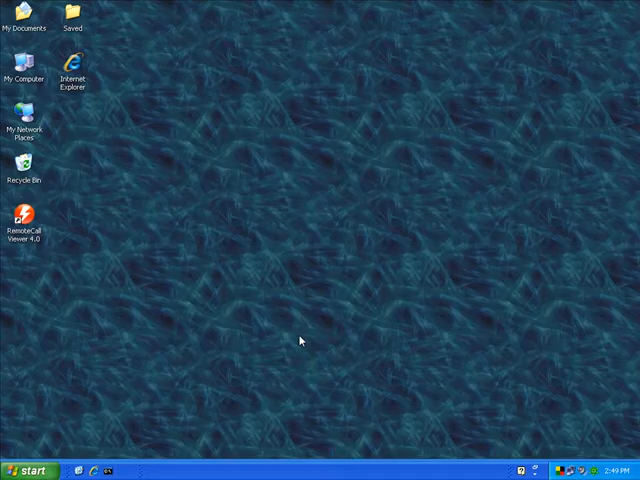 My Documents
Saved
My Computer
Internet
Explorer
My Network
Places
Recycle Bin
RemoteCall
Viewer 4.0
start
2:49 PM